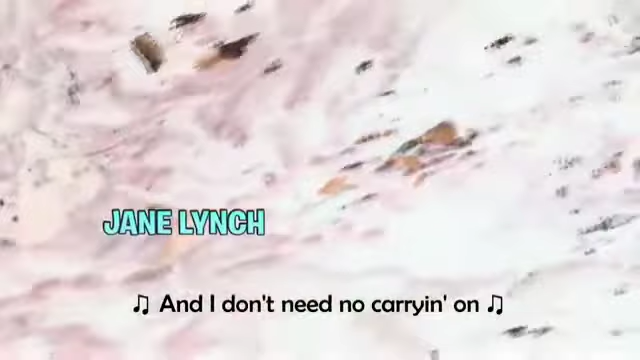 JANE LYNCH
♫ And I don't need no carryin' on ♫